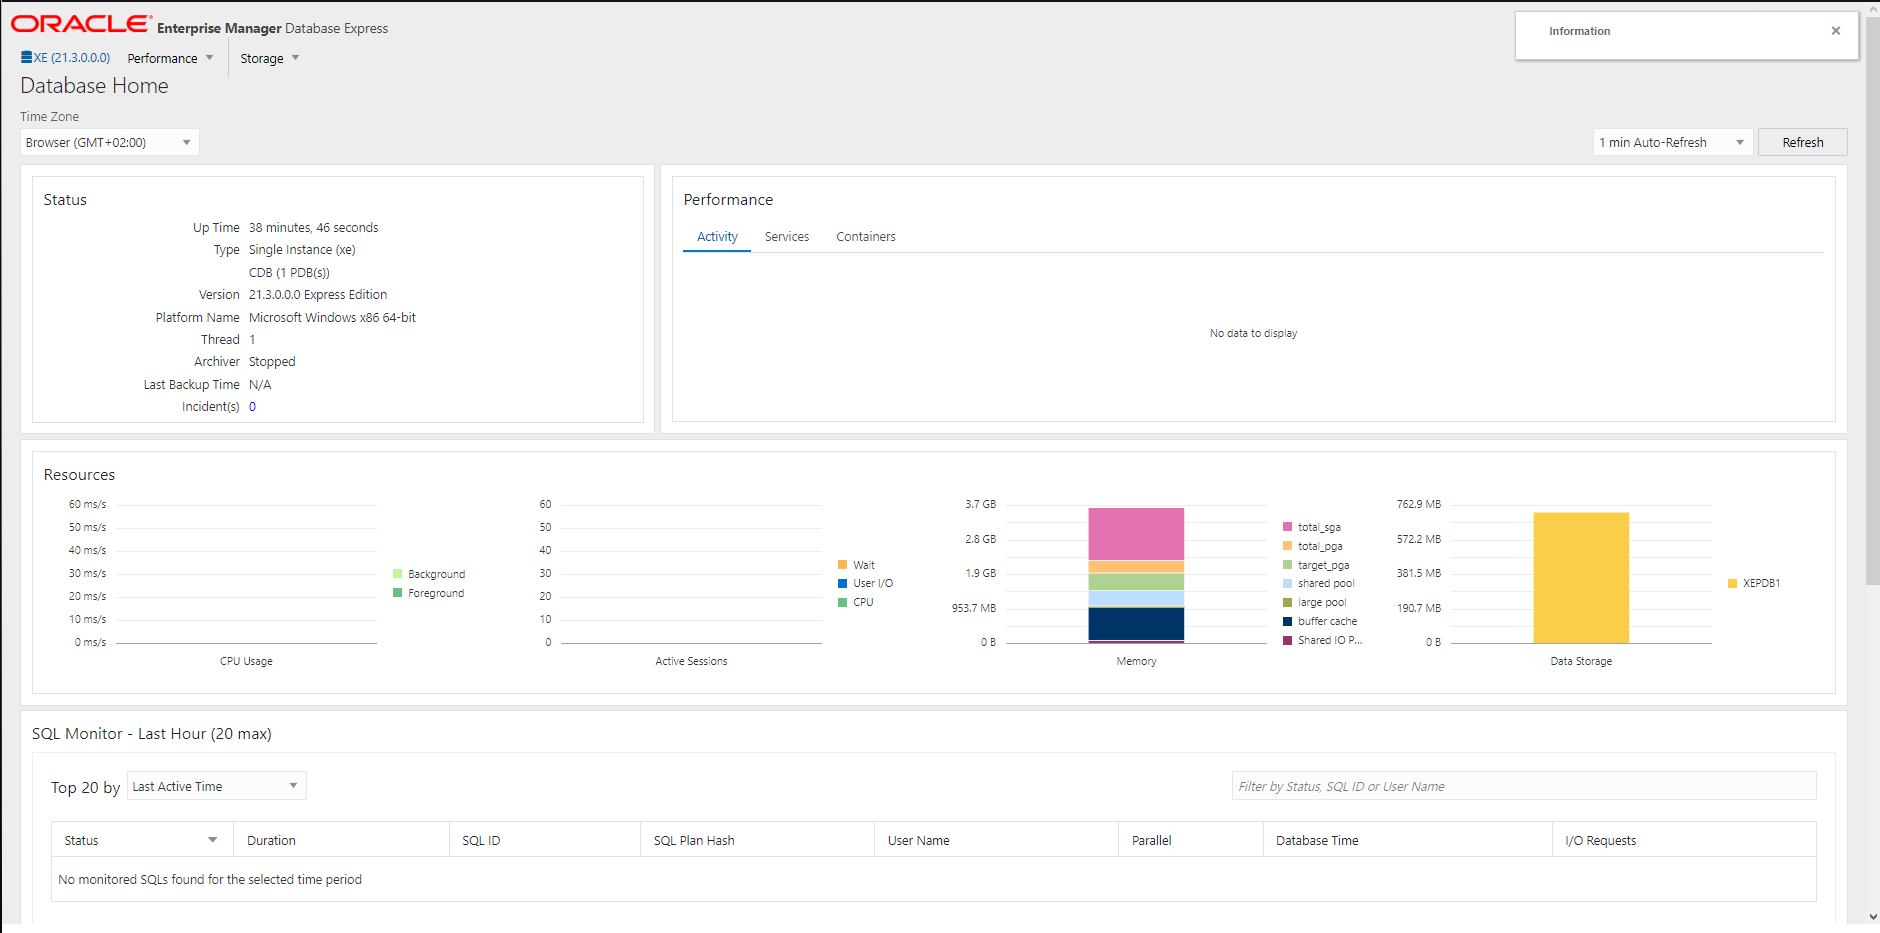 ORACLE Enterprise Manager Database Express
Information
XE (21.3.0.0.0) Performance Storage
Database Home
Time Zone
Browser (GMT+02:00)
1 min Auto-Refresh Refresh
Status
Up Time 38 minutes, 46 seconds
Type Single Instance (xe)
CDB (1 PDB(s))
Version 21.3.0.0.0 Express Edition
Platform Name Microsoft Windows x86 64-bit
Thread 1
Archiver Stopped
Last Backup Time N/A
Incident(s) 0
Performance
Activity Services Containers
No data to display
Resources
60 ms/s
50 ms/s
40 ms/s
30 ms/s
20 ms/s
10 ms/s
0 ms/s
CPU Usage
Background
Foreground
60
50
40
30
20
10
0
Active Sessions
Wait
User I/O
CPU
3.7 GB
2.8 GB
1.9 GB
953.7 MB
0 B
Memory
total_sga
total_pga
target_pga
shared pool
large pool
buffer cache
Shared IO P...
762.9 MB
572.2 MB
381.5 MB
190.7 MB
0 B
Data Storage
XEPDB1
SQL Monitor - Last Hour (20 max)
Top 20 by Last Active Time
Filter by Status, SQL ID or User Name
Status Duration SQL ID SQL Plan Hash User Name Parallel Database Time I/O Requests
No monitored SQLs found for the selected time period